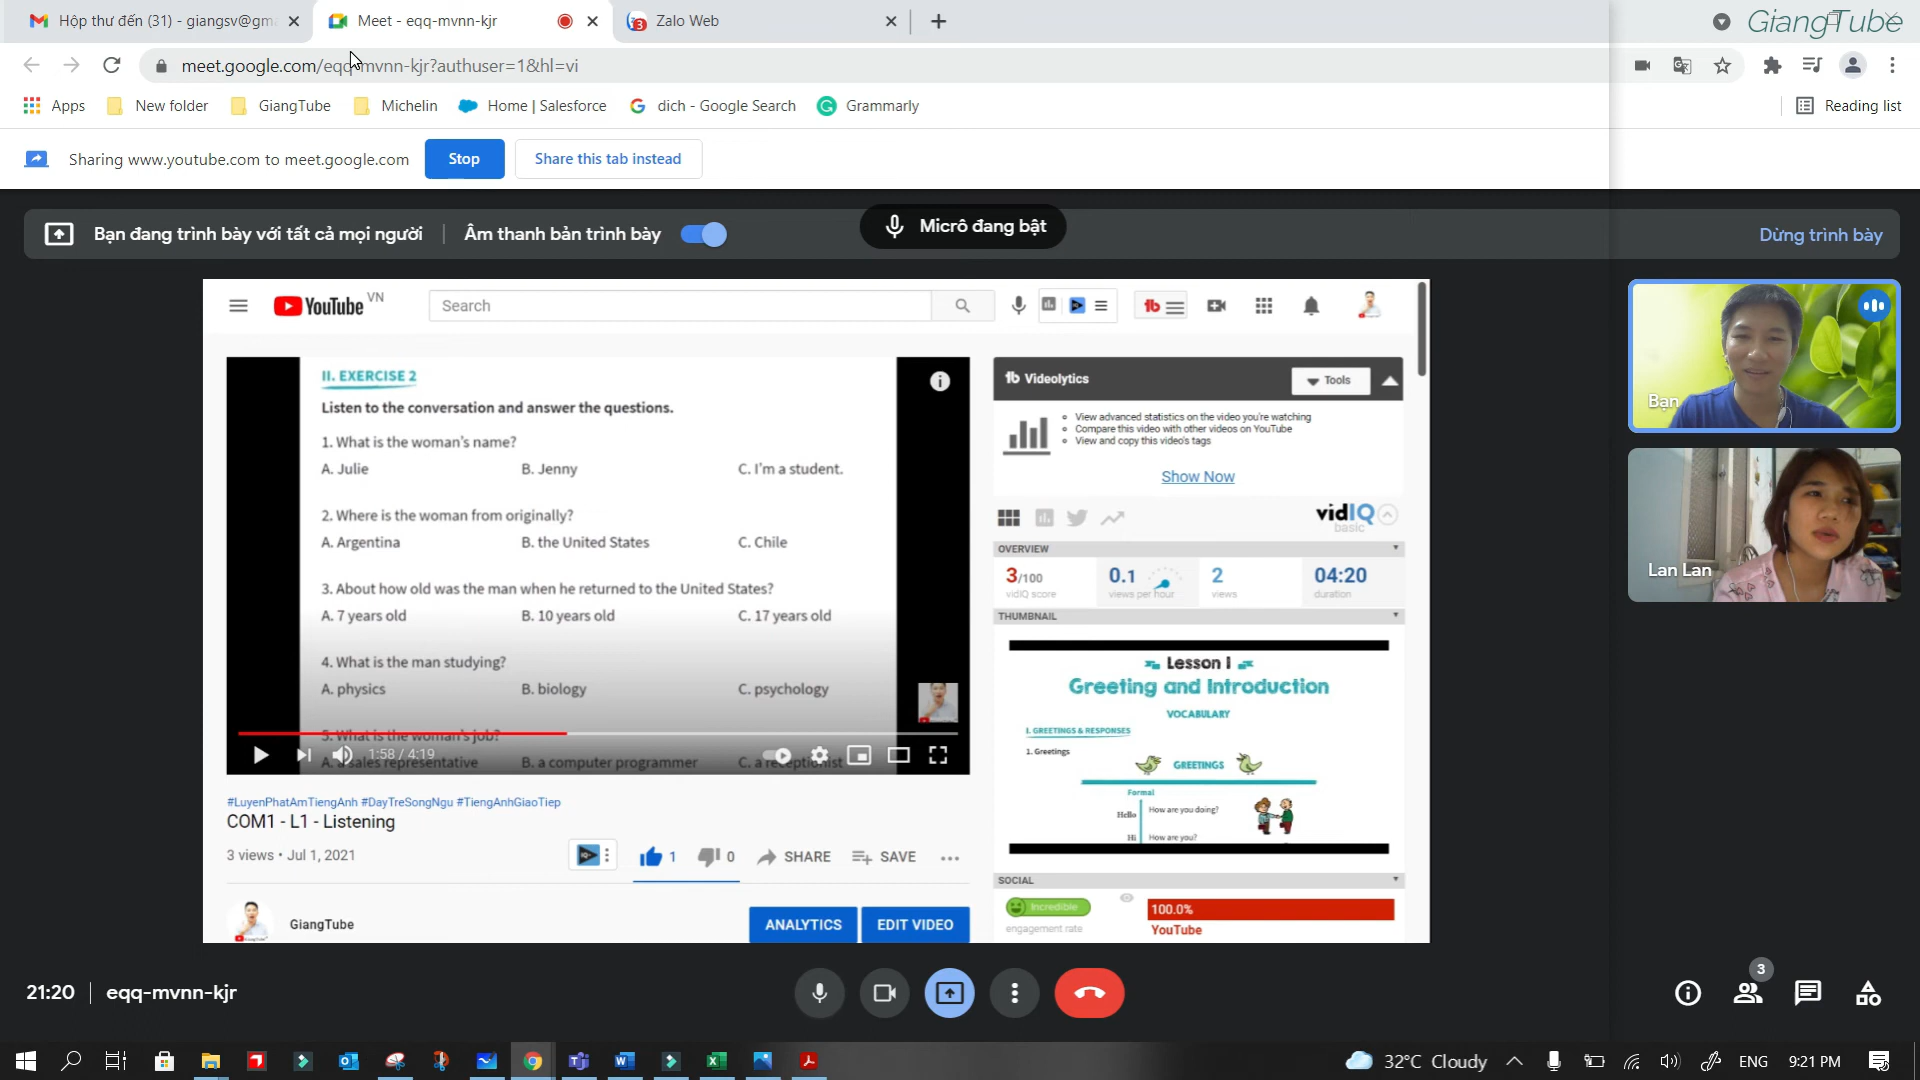 Hộp thư đến (31) - giangsv@gm
Meet - eqq-mvnn-kjr
Zalo Web
GiangTube
meet.google.com/eqq-mvnn-kjr?authuser=1&hl=vi
Apps
New folder
GiangTube
Michelin
Home | Salesforce
dich - Google Search
Grammarly
Reading list
Sharing www.youtube.com to meet.google.com
Stop
Share this tab instead
Bạn đang trình bày với tất cả mọi người
Âm thanh bản trình bày
Micrô đang bật
Dừng trình bày
YouTube VN
Search
II. EXERCISE 2
Listen to the conversation and answer the questions.
1. What is the woman's name?
A. Julie B. Jenny C. I'm a student.
2. Where is the woman from originally?
A. Argentina B. the United States C. Chile
3. About how old was the man when he returned to the United States?
A. 7 years old B. 10 years old C. 17 years old
4. What is the man studying?
A. physics B. biology C. psychology
5. What is the woman's job?
A. a sales representative B. a computer programmer C. a receptionist
1:58 / 4:19
#LuyenPhatAmTiengAnh #DayTreSongNgu #TiengAnhGiaoTiep
COM1 - L1 - Listening
3 views • Jul 1, 2021
1
0
SHARE
SAVE
GiangTube
ANALYTICS
EDIT VIDEO
Videolytics
Tools
View advanced statistics on the video you're watching
Compare this video with other videos on YouTube
View and copy this video's tags
Show Now
vidIQ
basic
OVERVIEW
3/100
vidIQ score
0.1
views per hour
2
views
04:20
duration
THUMBNAIL
Lesson 1
Greeting and Introduction
VOCABULARY
I. GREETINGS & RESPONSES
1. Greetings
GREETINGS
Formal
Hello
How are you doing?
Hi
How are you?
SOCIAL
Incredible
engagement rate
100.0%
YouTube
Bạn
Lan Lan
21:20
eqq-mvnn-kjr
3
32°C Cloudy
ENG
9:21 PM